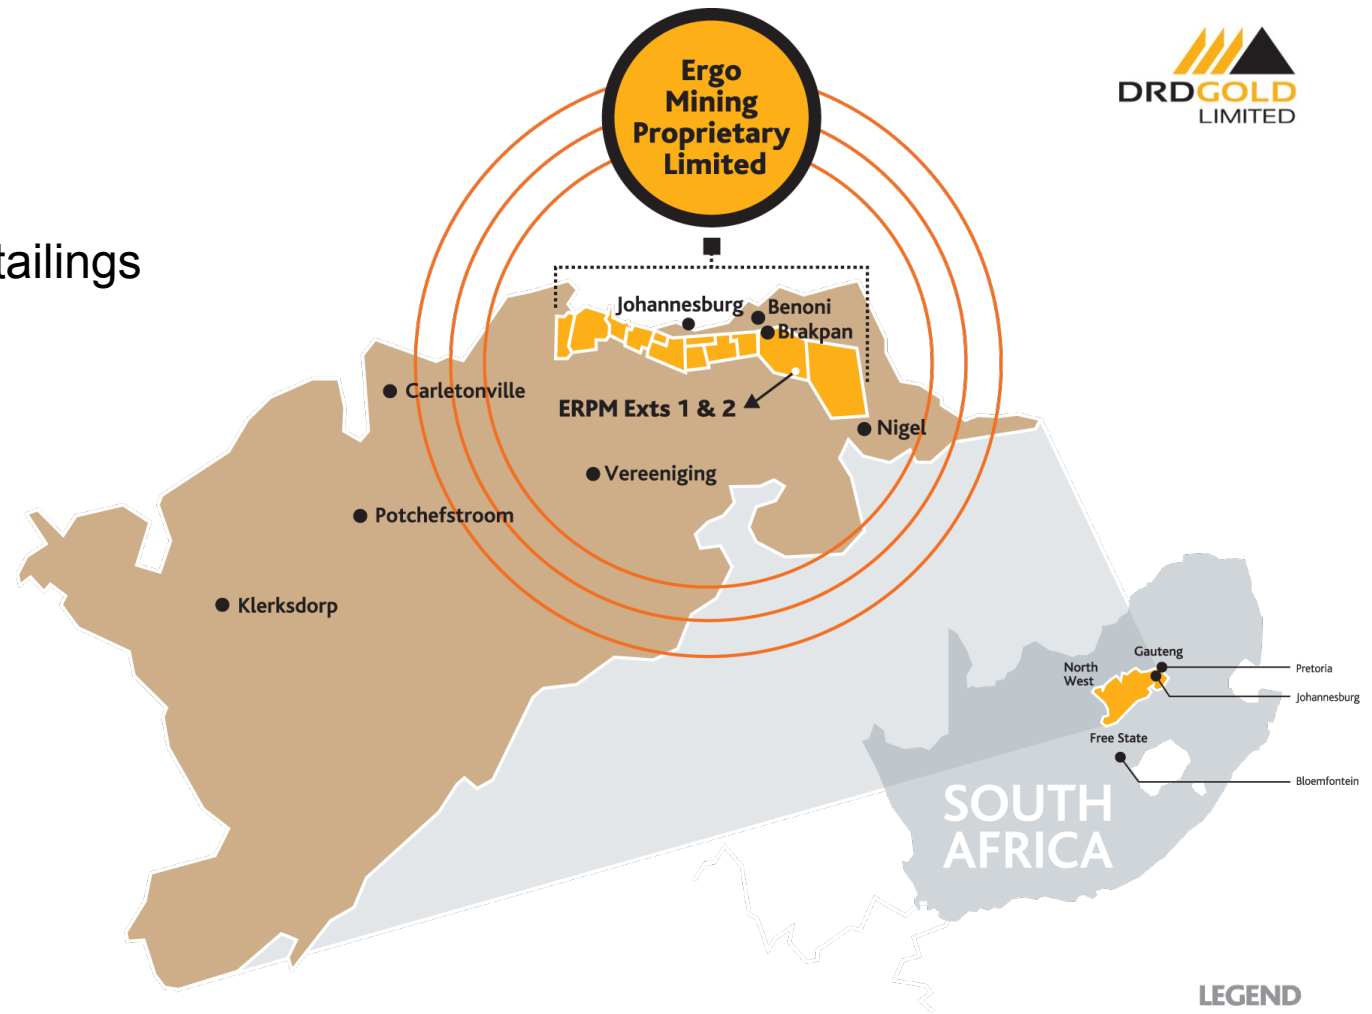 Ergo
Mining
Proprietary
Limited
DRDGOLD
LIMITED
tailings
Johannesburg
Benoni
Brakpan
Carletonville
ERPM Exts 1 & 2
Nigel
Vereeniging
Potchefstroom
Klerksdorp
Gauteng
North
West
Pretoria
Johannesburg
Free State
Bloemfontein
SOUTH
AFRICA
LEGEND